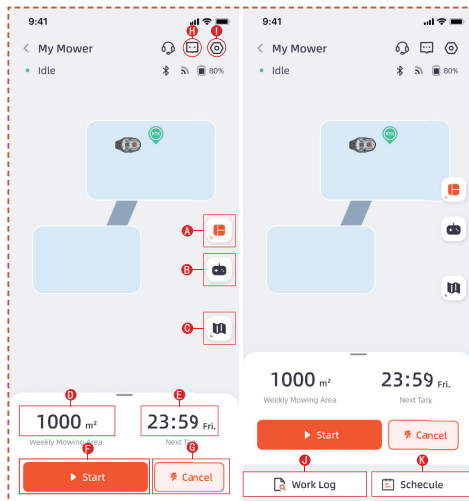 9:41
H
I
My Mower
Idle
80%
RTK
A
B
C
D
E
1000 m²
23:59 Fri.
Weekly Mowing Area
Next Task
F
G
Start
Cancel
9:41
My Mower
Idle
80%
RTK
1000 m²
23:59 Fri.
Weekly Mowing Area
Next Task
Start
Cancel
J
K
Work Log
Schecule